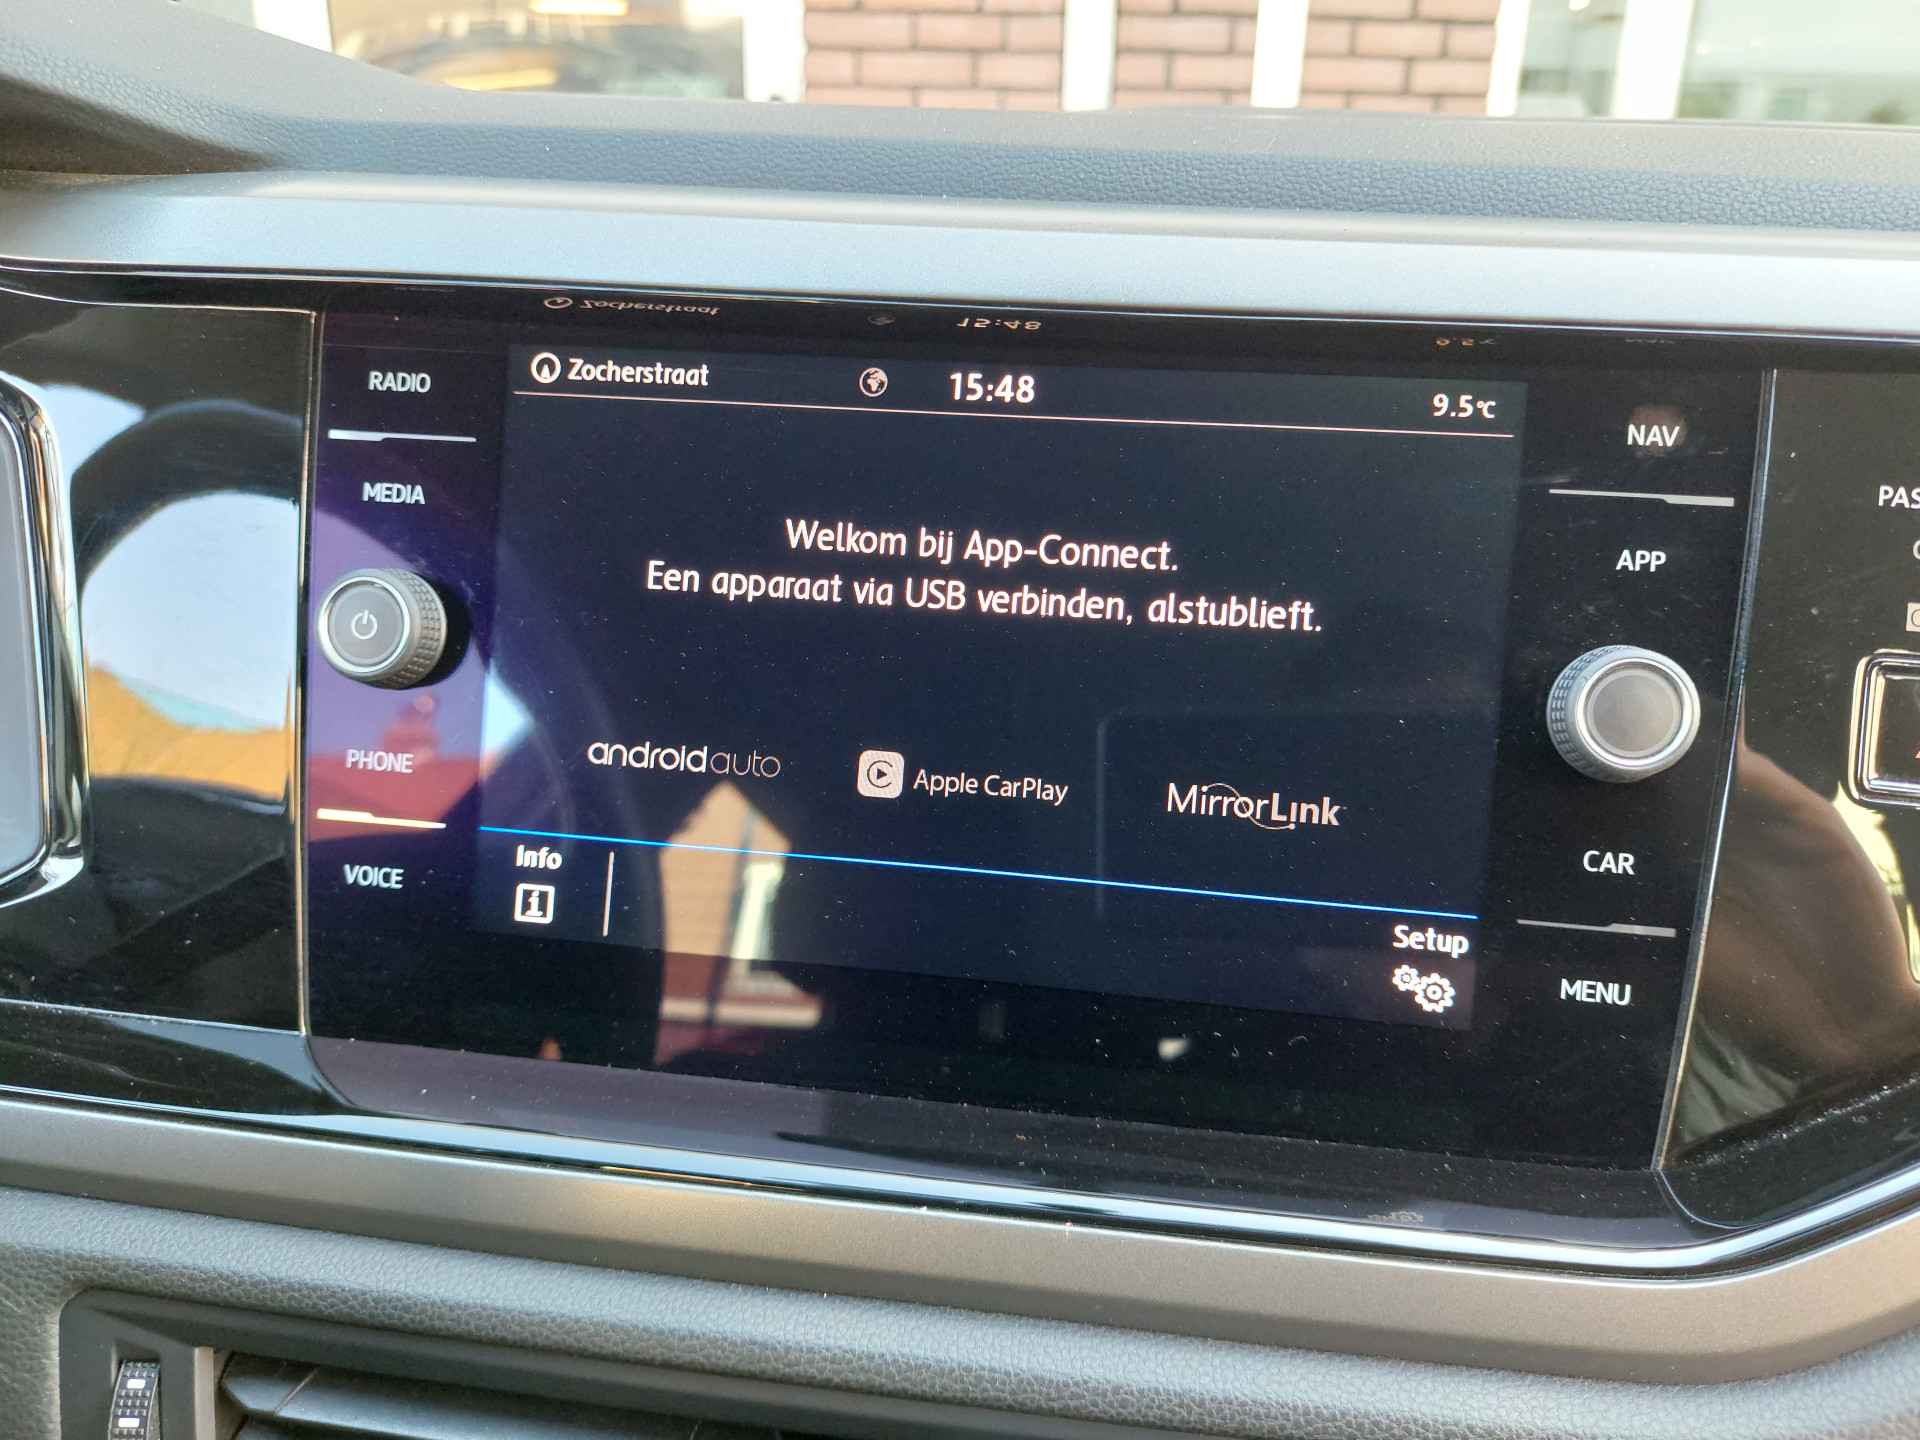 Zocherstraat
15:48
9.5°C
RADIO
MEDIA
PHONE
VOICE
Welkom bij App-Connect.
Een apparaat via USB verbinden, alstublieft.
androidauto
Apple CarPlay
MirrorLink
Info
Setup
NAV
APP
CAR
MENU
PAS